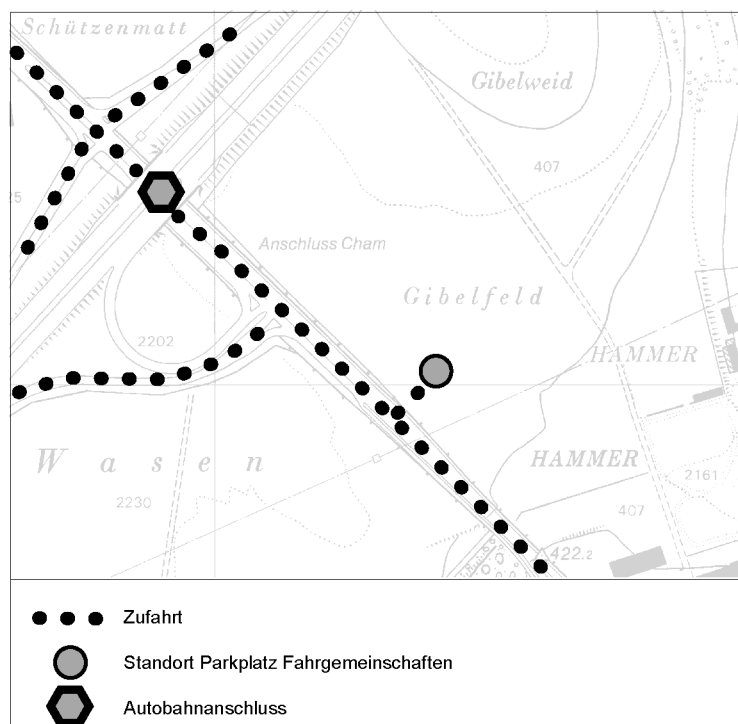 Schützenmatt
Gibelweid
407
25
Anschluss Cham
Gibelfeld
2202
HAMMER
Wasen
HAMMER
2161
2230
407
422.2
Zufahrt
Standort Parkplatz Fahrgemeinschaften
Autobahnanschluss